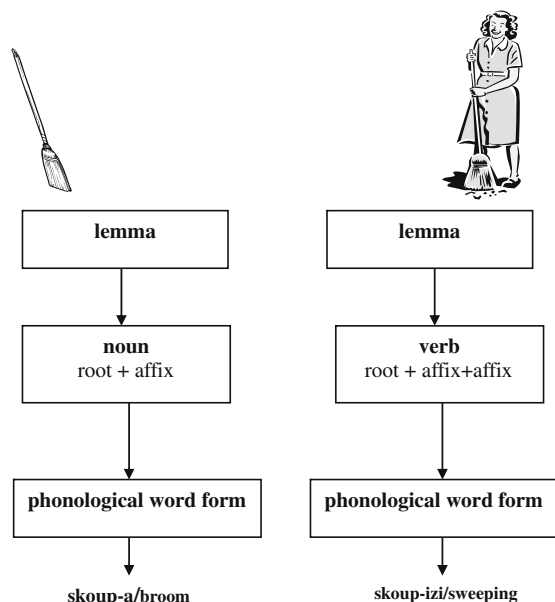 lemma
noun
root + affix
phonological word form
skoup-a/broom
lemma
verb
root + affix+affix
phonological word form
skoup-izi/sweeping